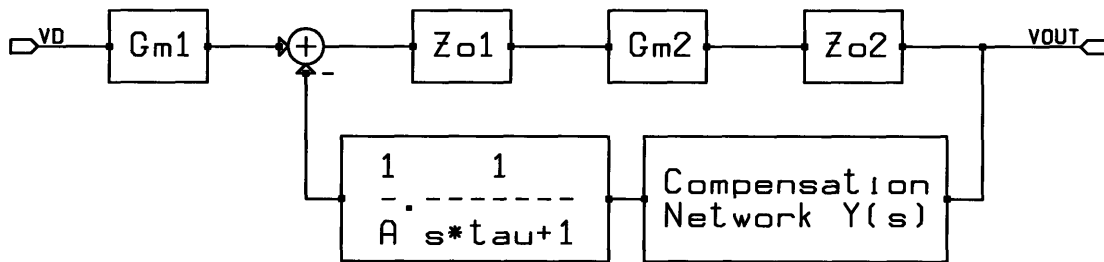 VD
Gm1
+
Zo1
Gm2
Zo2
VOUT
-
1 1
- . -------
A s*tau+1
Compensation
Network Y(s)